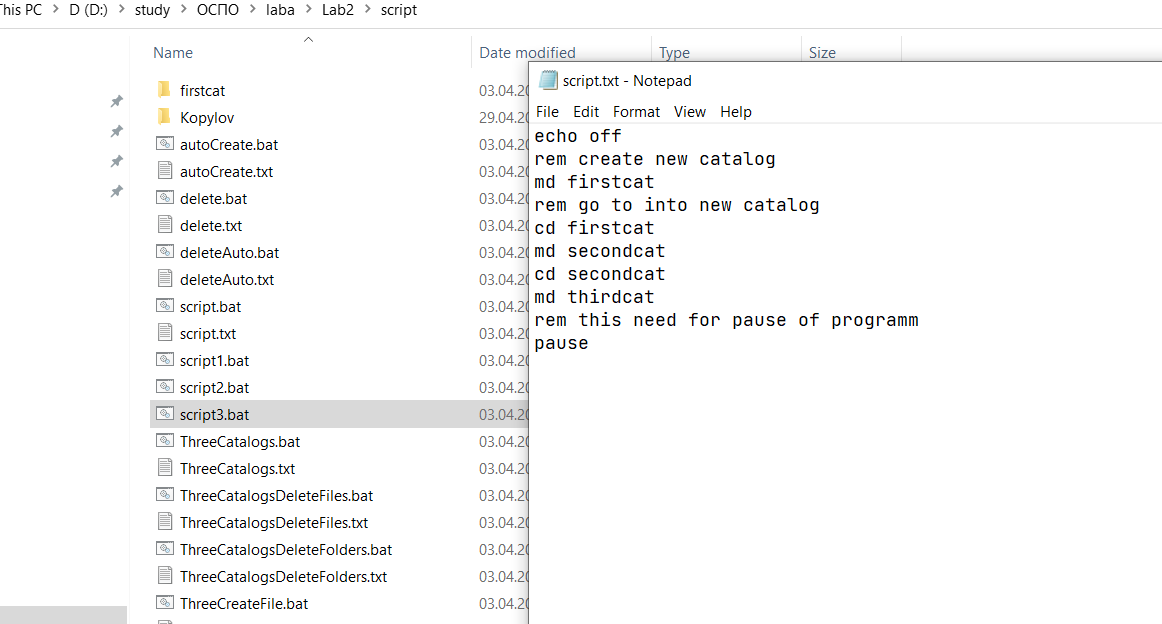 This PC > D (D:) > study > ОСПО > laba > Lab2 > script
Name Date modified Type Size
firstcat 03.04.20
Kopylov 29.04.20
autoCreate.bat 03.04.20
autoCreate.txt 03.04.20
delete.bat 03.04.20
delete.txt 03.04.20
deleteAuto.bat 03.04.20
deleteAuto.txt 03.04.20
script.bat 03.04.20
script.txt 03.04.20
script1.bat 03.04.20
script2.bat 03.04.20
script3.bat 03.04.20
ThreeCatalogs.bat 03.04.20
ThreeCatalogs.txt 03.04.20
ThreeCatalogsDeleteFiles.bat 03.04.20
ThreeCatalogsDeleteFiles.txt 03.04.20
ThreeCatalogsDeleteFolders.bat 03.04.20
ThreeCatalogsDeleteFolders.txt 03.04.20
ThreeCreateFile.bat 03.04.20
script.txt - Notepad
File Edit Format View Help
echo off
rem create new catalog
md firstcat
rem go to into new catalog
cd firstcat
md secondcat
cd secondcat
md thirdcat
rem this need for pause of programm
pause